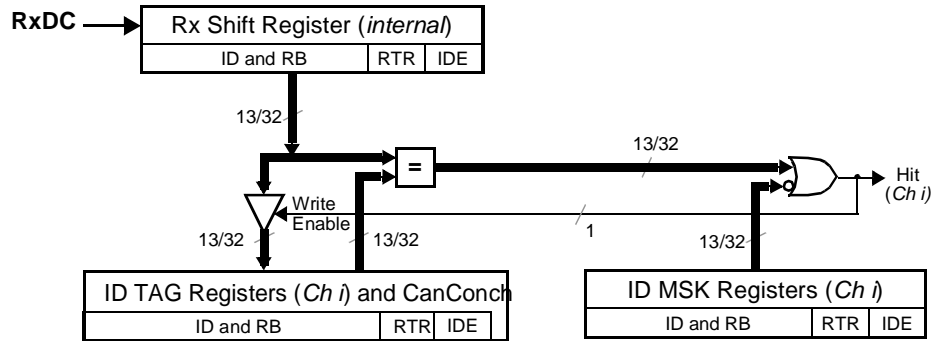 RxDC
Rx Shift Register (internal)
ID and RB RTR IDE
13/32
13/32
=
Hit
(Ch i)
Write
Enable
1
13/32
13/32
13/32
ID TAG Registers (Ch i) and CanConch
ID and RB RTR IDE
ID MSK Registers (Ch i)
ID and RB RTR IDE